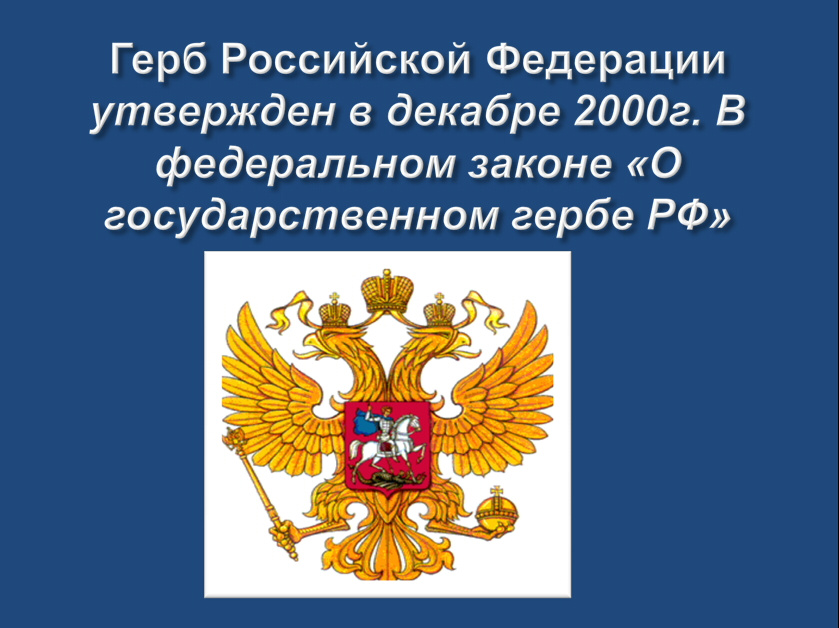 Герб Российской Федерации
утвержден в декабре 2000г. В
федеральном законе «О
государственном гербе РФ»